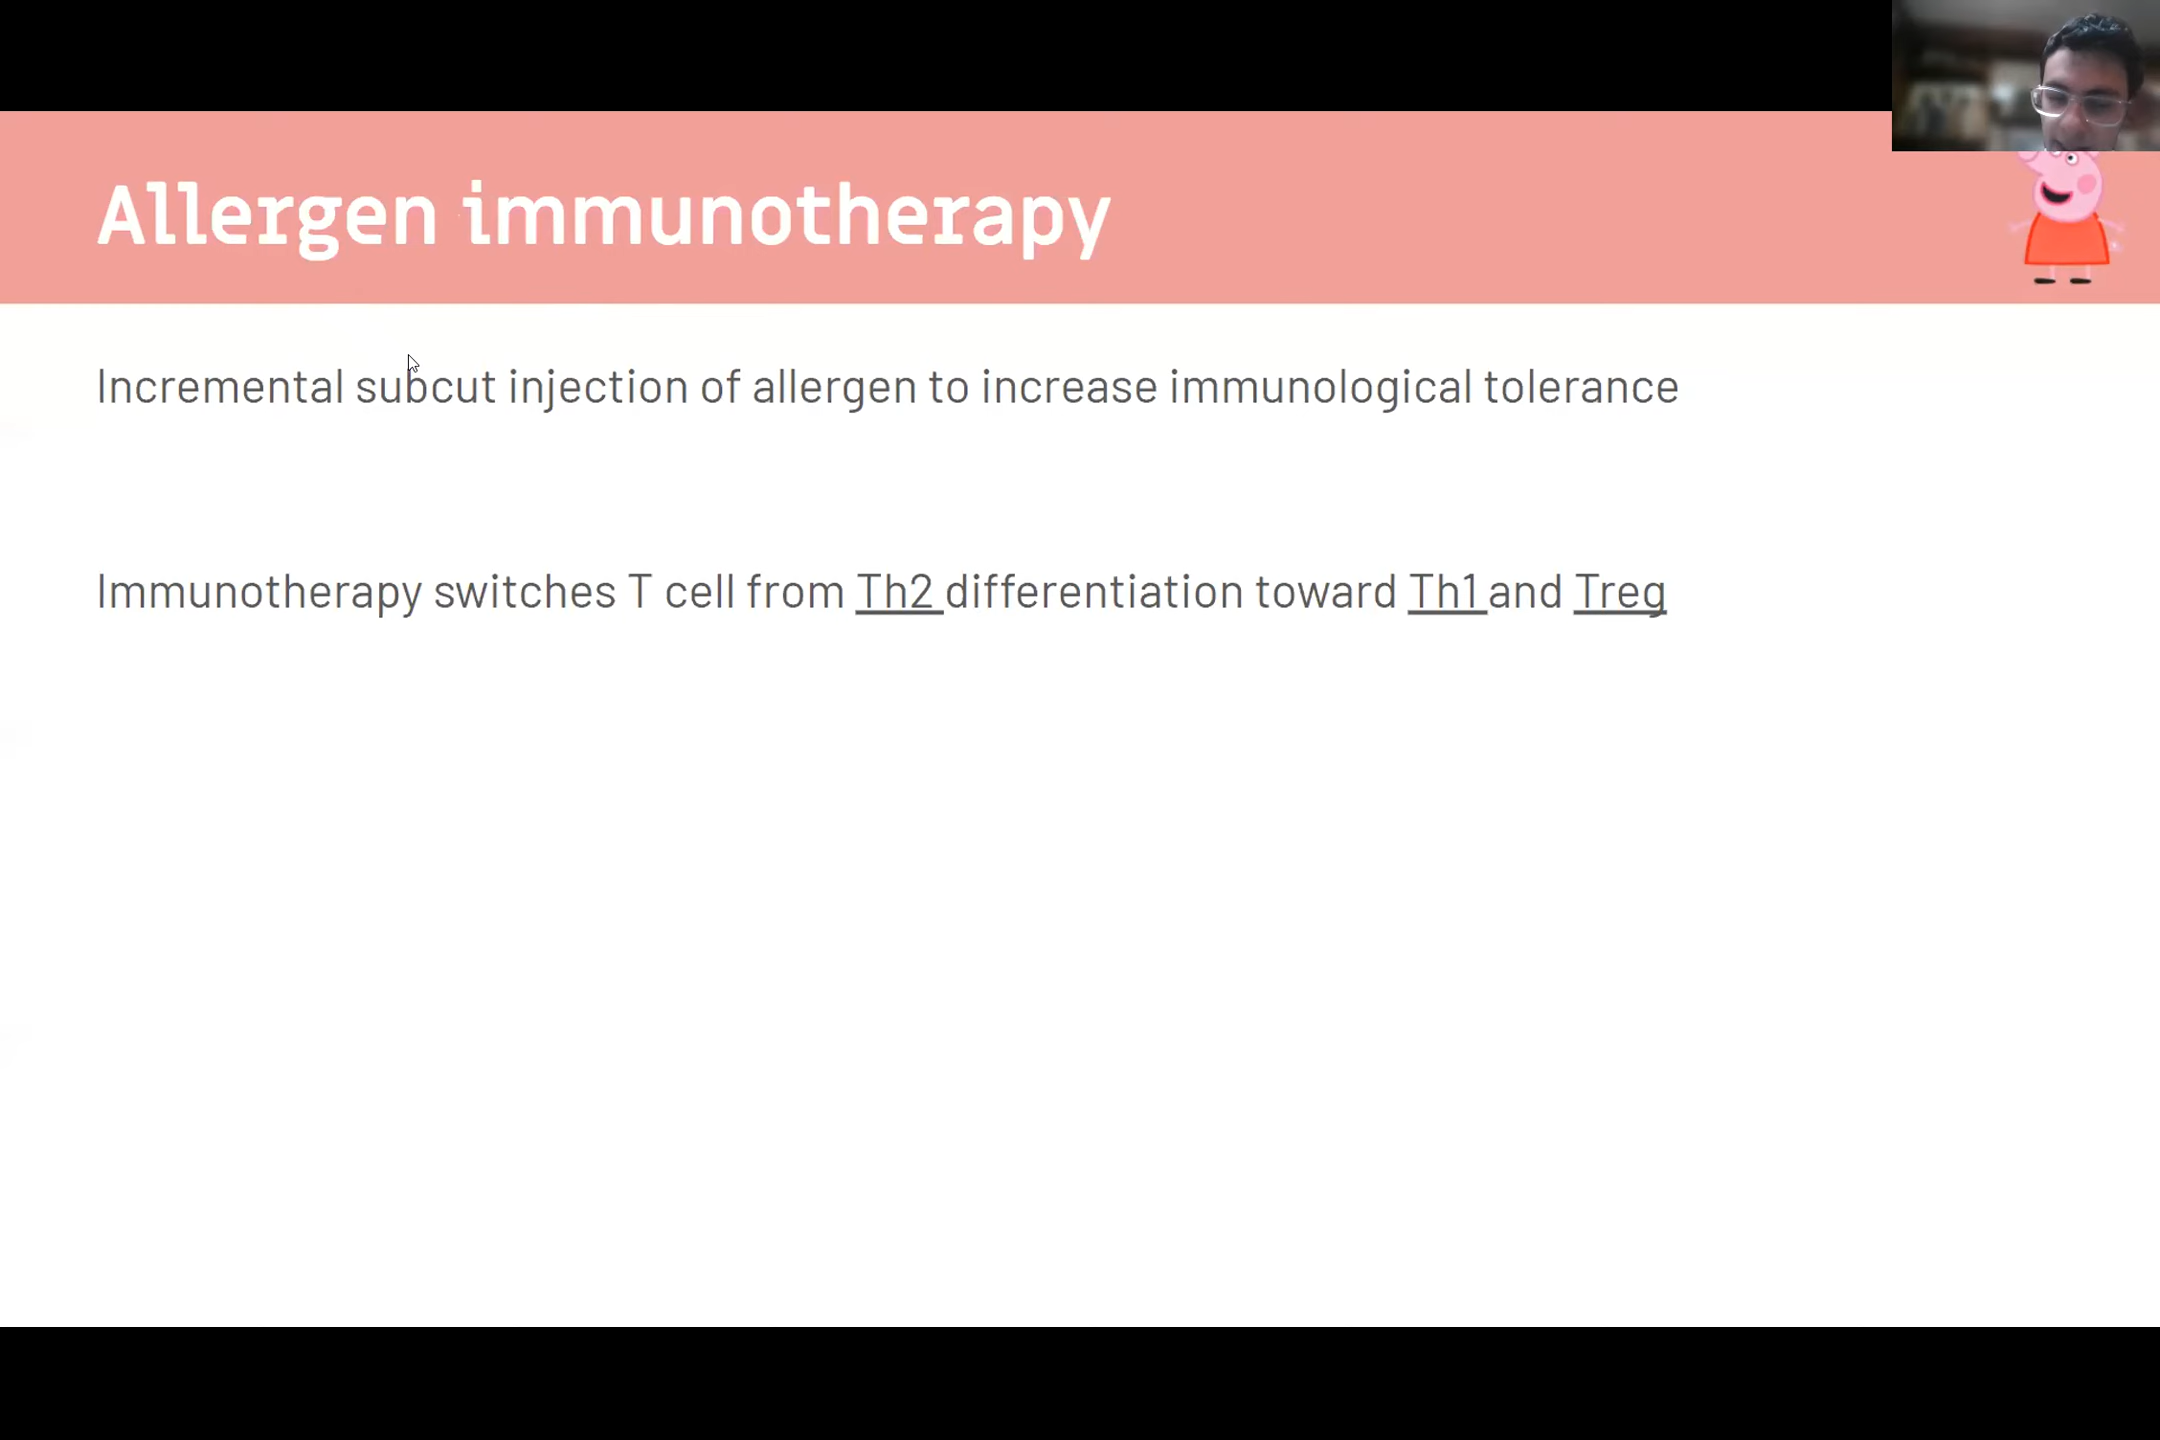 Allergen immunotherapy
Incremental subcut injection of allergen to increase immunological tolerance
Immunotherapy switches T cell from Th2 differentiation toward Th1 and Treg